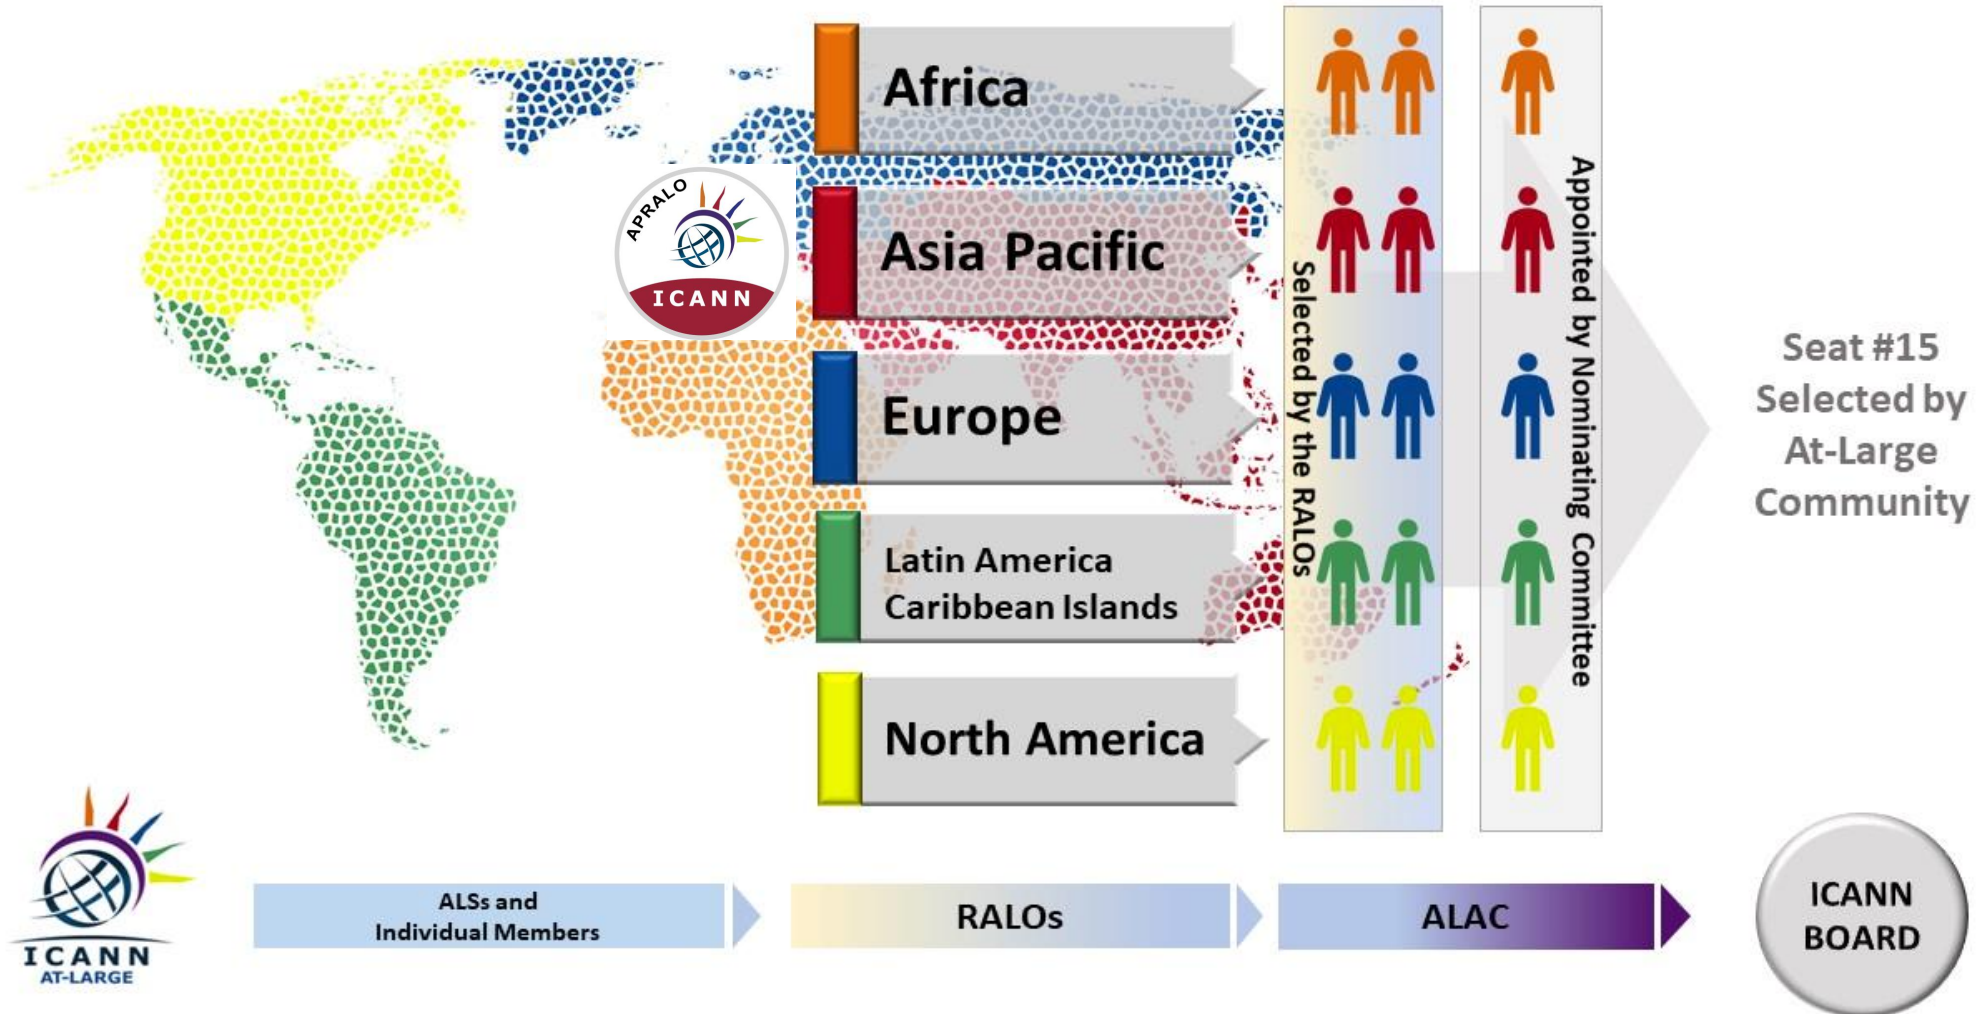 Africa
Asia Pacific
Europe
Latin America
Caribbean Islands
North America
APRALO
ICANN
Selected by the RALOs
Appointed by Nominating Committee
Seat #15
Selected by
At-Large
Community
ICANN
AT-LARGE
ALSs and
Individual Members
RALOs
ALAC
ICANN
BOARD